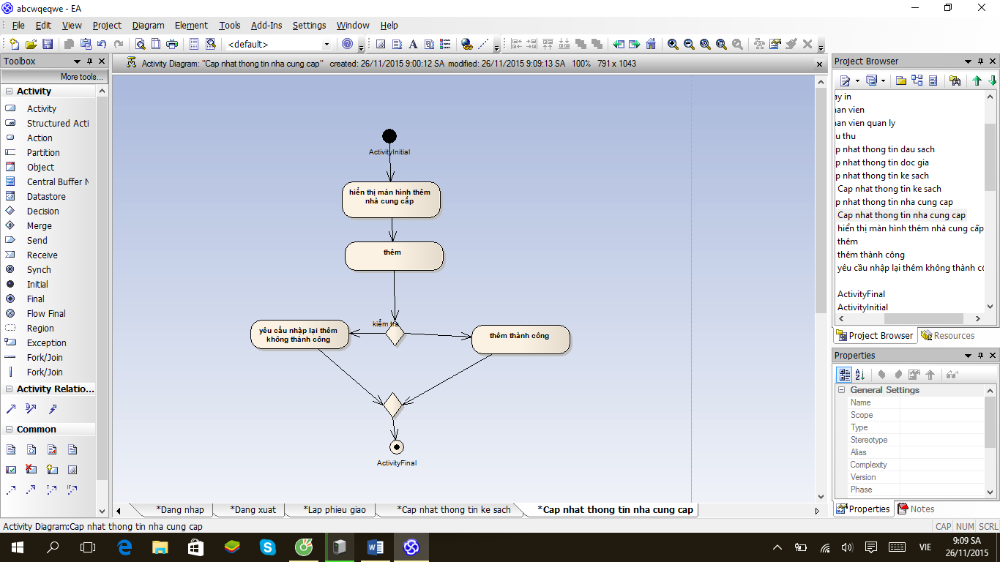 abcwqeqwe - EA
File Edit View Project Diagram Element Tools Add-Ins Settings Window Help
<default>
Toolbox
More tools...
Activity
Activity
Structured Acti
Action
Partition
Object
Central Buffer N
Datastore
Decision
Merge
Send
Receive
Synch
Initial
Final
Flow Final
Region
Exception
Fork/Join
Fork/Join
Activity Relatio...
Common
Activity Diagram: "Cap nhat thong tin nha cung cap" created: 26/11/2015 9:00:12 SA modified: 26/11/2015 9:09:13 SA 100% 791 x 1043
ActivityInitial
hiển thị màn hình thêm
nhà cung cấp
thêm
kiểm tra
yêu cầu nhập lại thêm
không thành công
thêm thành công
ActivityFinal
*Dang nhap *Dang xuat *Lap phieu giao *Cap nhat thong tin ke sach *Cap nhat thong tin nha cung cap
Project Browser
ay in
an vien
an vien quan ly
u thu
p nhat thong tin dau sach
p nhat thong tin doc gia
p nhat thong tin ke sach
Cap nhat thong tin ke sach
p nhat thong tin nha cung cap
Cap nhat thong tin nha cung cap
hiển thị màn hình thêm nhà cung cấp
thêm
thêm thành công
yêu cầu nhập lại thêm không thành cô
ActivityFinal
ActivityInitial
Project Browser Resources
Properties
General Settings
Name
Scope
Type
Stereotype
Alias
Complexity
Version
Phase
Properties Notes
Activity Diagram:Cap nhat thong tin nha cung cap
CAP NUM SCRL
VIE
9:09 SA
26/11/2015